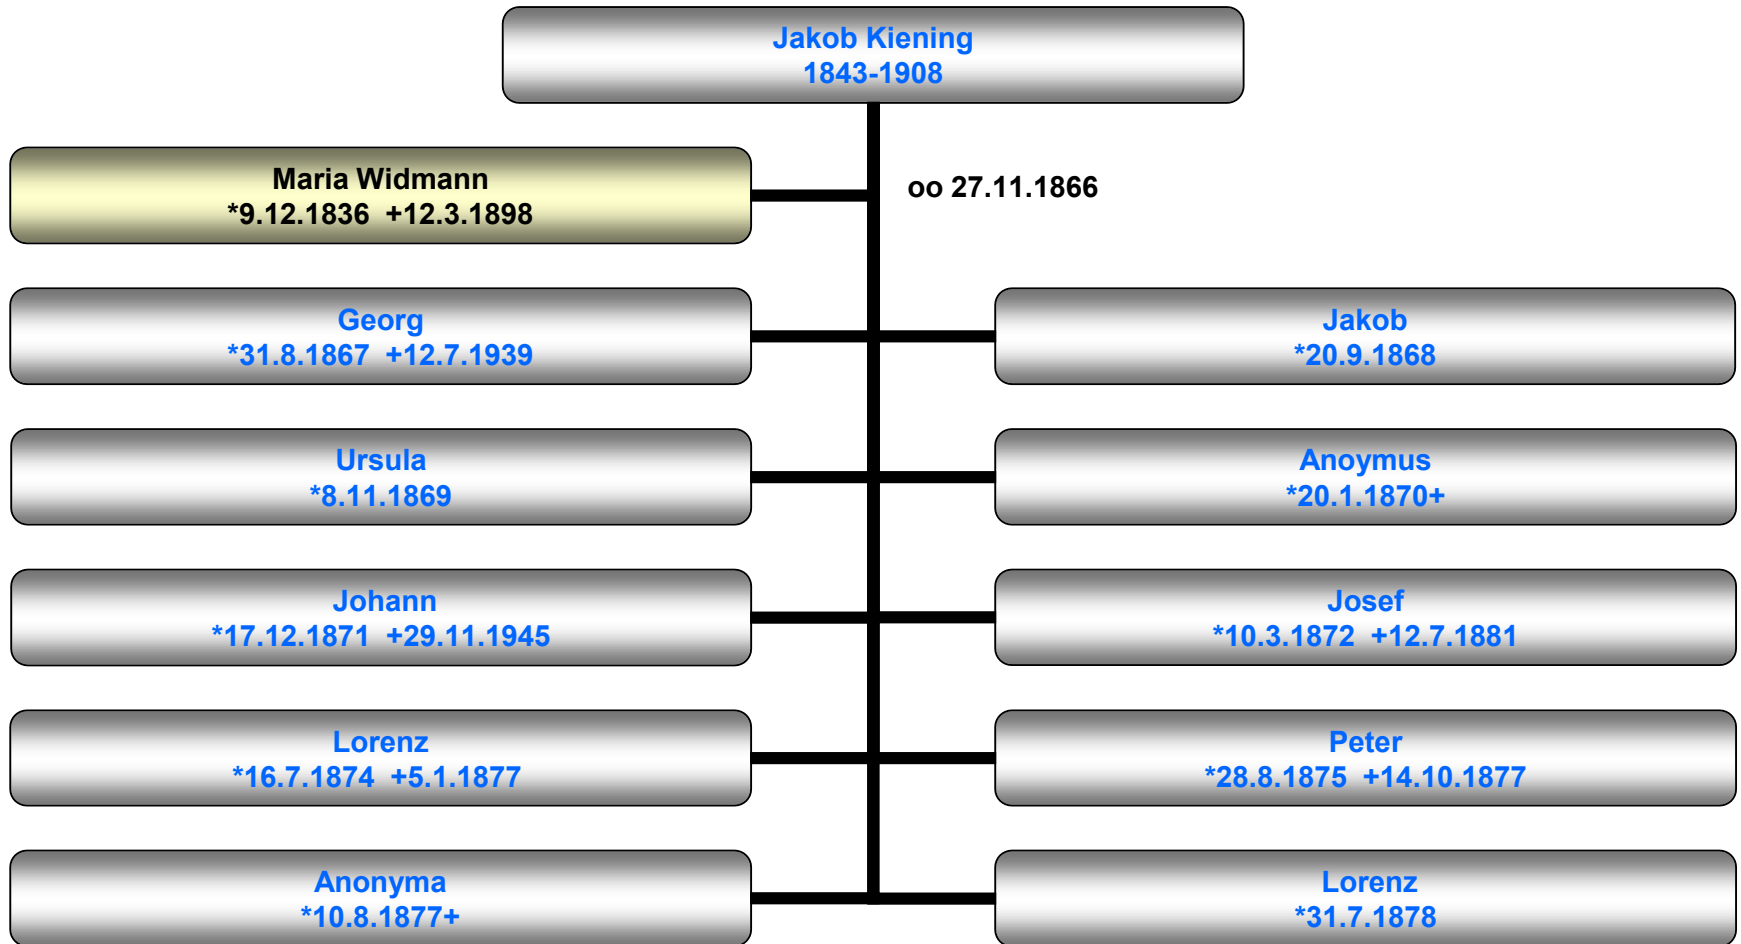 Jakob Kiening
1843-1908
Maria Widmann
*9.12.1836  +12.3.1898
oo 27.11.1866
Georg
*31.8.1867  +12.7.1939
Jakob
*20.9.1868
Ursula
*8.11.1869
Anoymus
*20.1.1870+
Johann
*17.12.1871  +29.11.1945
Josef
*10.3.1872  +12.7.1881
Lorenz
*16.7.1874  +5.1.1877
Peter
*28.8.1875  +14.10.1877
Anonyma
*10.8.1877+
Lorenz
*31.7.1878